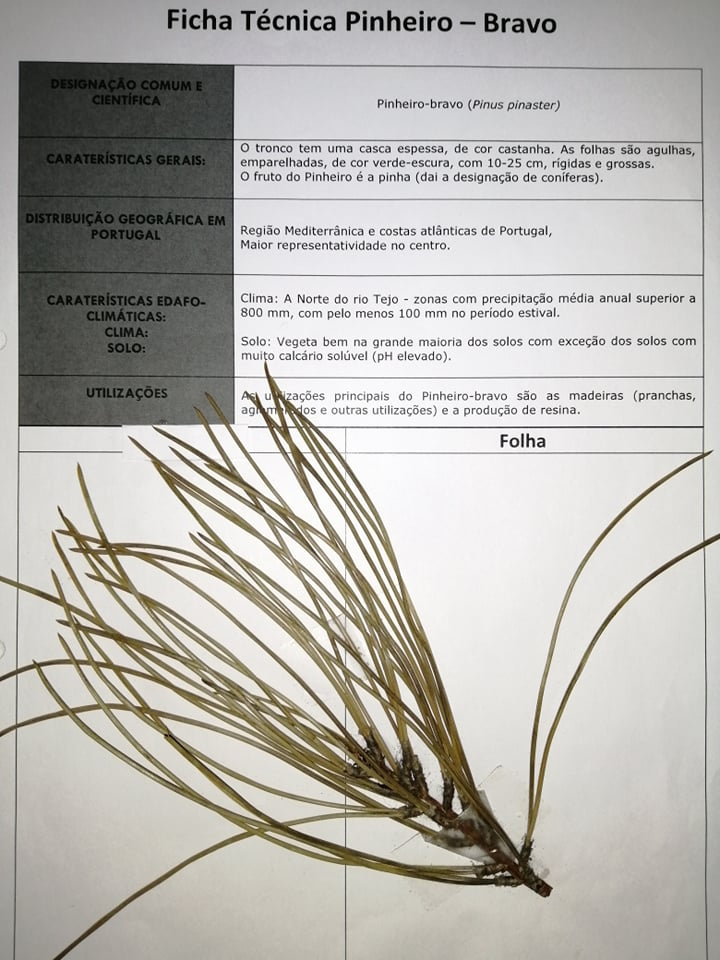 Ficha Técnica Pinheiro – Bravo
DESIGNAÇÃO COMUM E
CIENTÍFICA
Pinheiro-bravo (Pinus pinaster)
CARATERÍSTICAS GERAIS:
O tronco tem uma casca espessa, de cor castanha. As folhas são agulhas,
emparelhadas, de cor verde-escura, com 10-25 cm, rígidas e grossas.
O fruto do Pinheiro é a pinha (dai a designação de coníferas).
DISTRIBUIÇÃO GEOGRÁFICA EM
PORTUGAL
Região Mediterrânica e costas atlânticas de Portugal,
Maior representatividade no centro.
CARATERÍSTICAS EDAFO-
CLIMÁTICAS:
CLIMA:
SOLO:
Clima: A Norte do rio Tejo - zonas com precipitação média anual superior a
800 mm, com pelo menos 100 mm no período estival.
Solo: Vegeta bem na grande maioria dos solos com exceção dos solos com
muito calcário solúvel (pH elevado).
UTILIZAÇÕES
As utilizações principais do Pinheiro-bravo são as madeiras (pranchas,
aglomerados e outras utilizações) e a produção de resina.
Folha